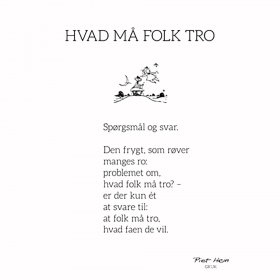 HVAD MÅ FOLK TRO
Spørgsmål og svar.
Den frygt, som røver
manges ro:
problemet om,
hvad folk må tro? –
er der kun ét
at svare til:
at folk må tro,
hvad faen de vil.
Piet Hein